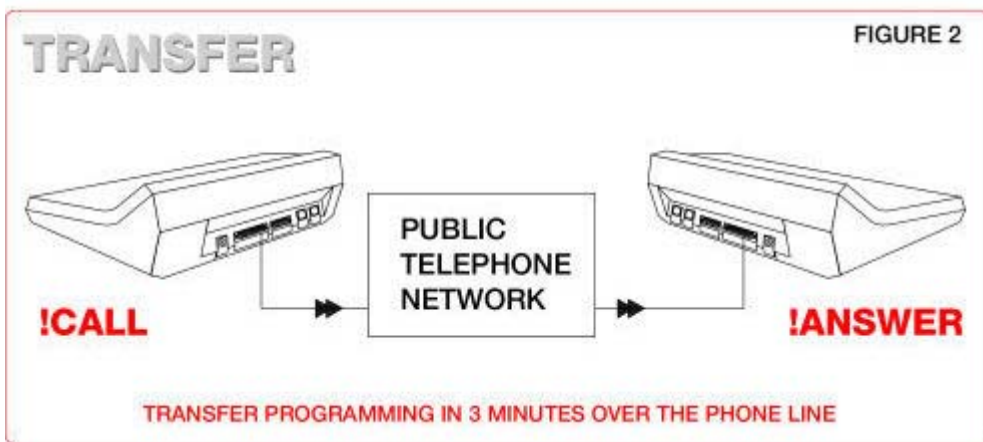 TRANSFER
FIGURE 2
PUBLIC
TELEPHONE
NETWORK
!CALL
!ANSWER
TRANSFER PROGRAMMING IN 3 MINUTES OVER THE PHONE LINE